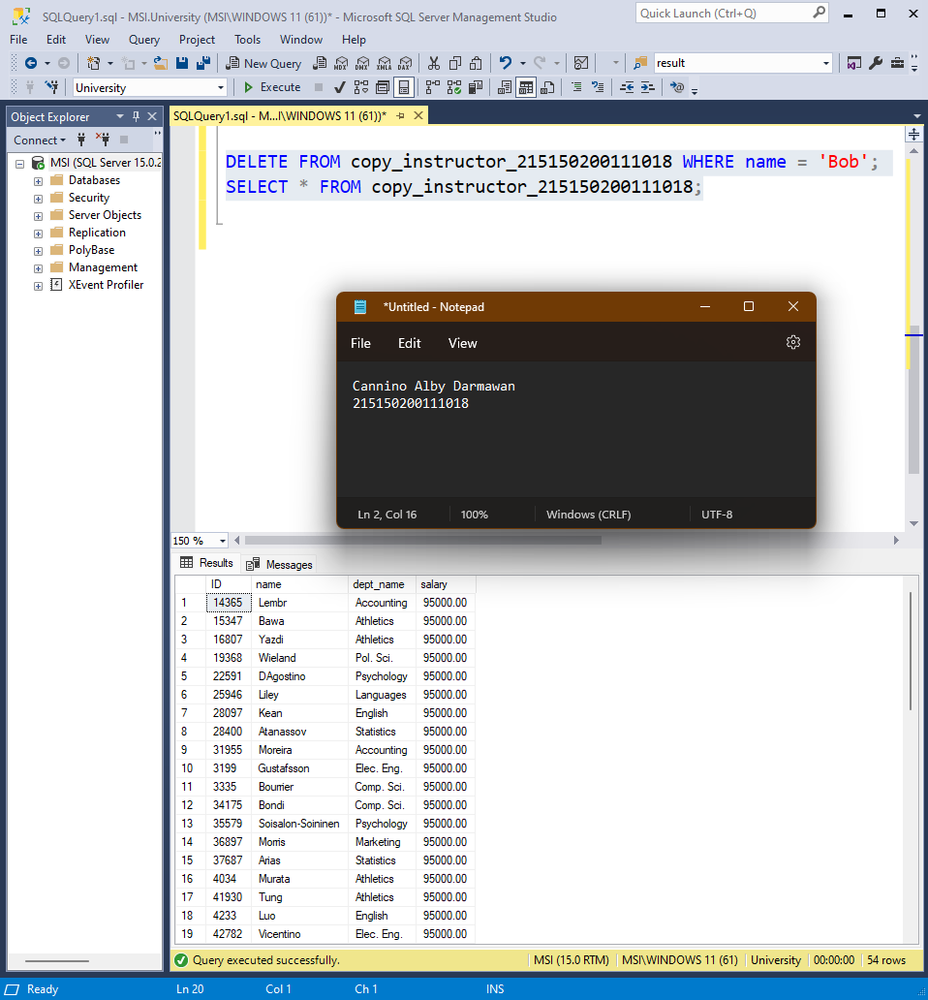 SQLQuery1.sql - MSI.University (MSI\WINDOWS 11 (61))* - Microsoft SQL Server Management Studio
Quick Launch (Ctrl+Q)
File Edit View Query Project Tools Window Help
New Query MDX DMX XMLA DAX result
University Execute
Object Explorer
SQLQuery1.sql - M...I\WINDOWS 11 (61))*
Connect
MSI (SQL Server 15.0.2
Databases
Security
Server Objects
Replication
PolyBase
Management
XEvent Profiler
DELETE FROM copy_instructor_215150200111018 WHERE name = 'Bob';
SELECT * FROM copy_instructor_215150200111018;
*Untitled - Notepad
File Edit View
Cannino Alby Darmawan
215150200111018
Ln 2, Col 16 100% Windows (CRLF) UTF-8
150 %
Results Messages
ID name dept_name salary
1 14365 Lembr Accounting 95000.00
2 15347 Bawa Athletics 95000.00
3 16807 Yazdi Athletics 95000.00
4 19368 Wieland Pol. Sci. 95000.00
5 22591 DAgostino Psychology 95000.00
6 25946 Liley Languages 95000.00
7 28097 Kean English 95000.00
8 28400 Atanassov Statistics 95000.00
9 31955 Moreira Accounting 95000.00
10 3199 Gustafsson Elec. Eng. 95000.00
11 3335 Bourrier Comp. Sci. 95000.00
12 34175 Bondi Comp. Sci. 95000.00
13 35579 Soisalon-Soininen Psychology 95000.00
14 36897 Morris Marketing 95000.00
15 37687 Arias Statistics 95000.00
16 4034 Murata Athletics 95000.00
17 41930 Tung Athletics 95000.00
18 4233 Luo English 95000.00
19 42782 Vicentino Elec. Eng. 95000.00
Query executed successfully. MSI (15.0 RTM) MSI\WINDOWS 11 (61) University 00:00:00 54 rows
Ready Ln 20 Col 1 Ch 1 INS